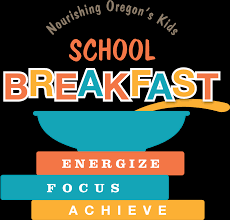 Nourishing Oregon's Kids
SCHOOL
BREAKFAST
ENERGIZE
FOCUS
ACHIEVE